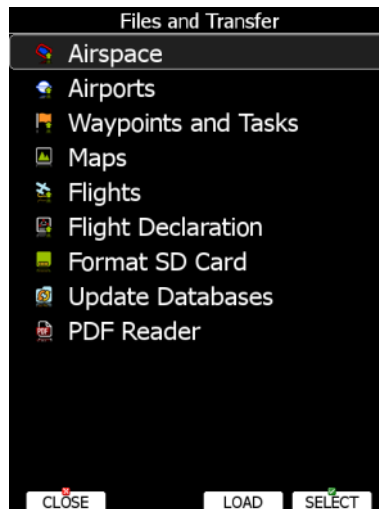 Files and Transfer
Airspace
Airports
Waypoints and Tasks
Maps
Flights
Flight Declaration
Format SD Card
Update Databases
PDF Reader
CLOSE LOAD SELECT